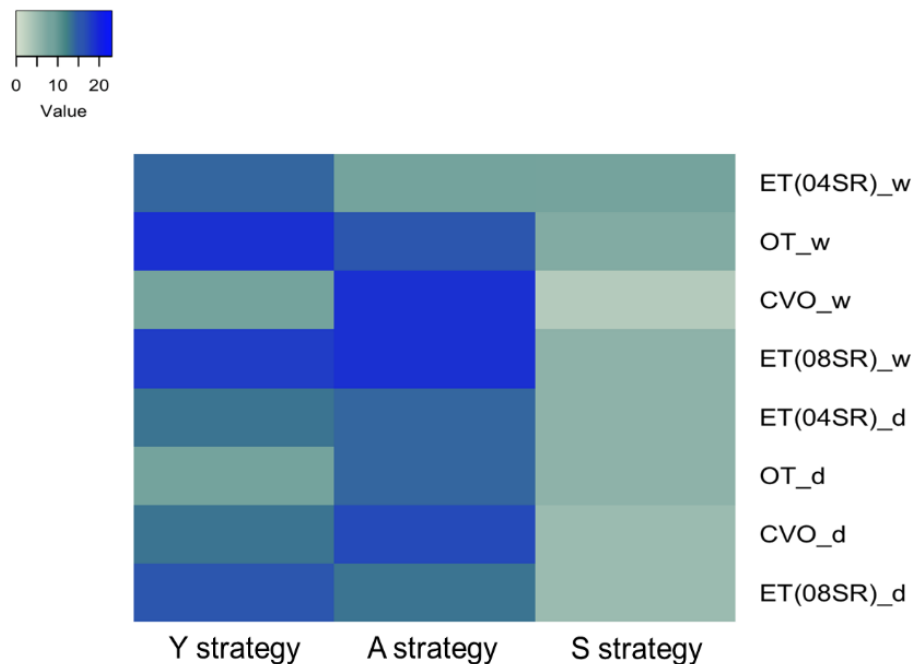 0 10 20
Value
ET(04SR)_w
OT_w
CVO_w
ET(08SR)_w
ET(04SR)_d
OT_d
CVO_d
ET(08SR)_d
Y strategy A strategy S strategy